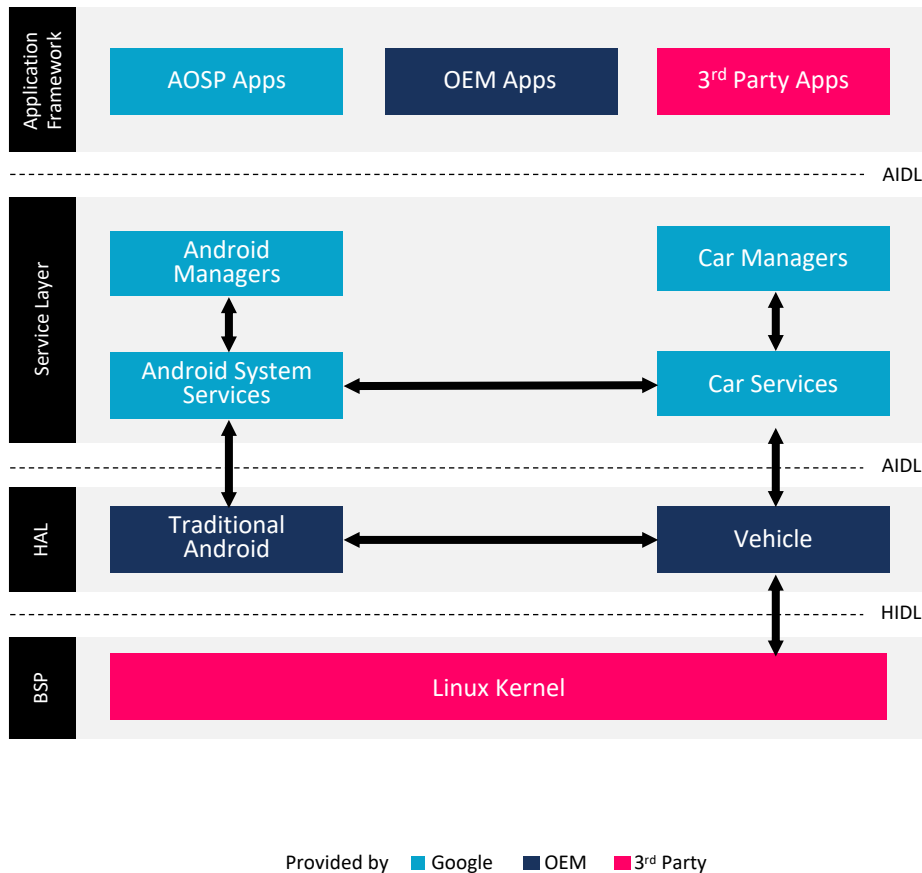 Application
Framework
AOSP Apps
OEM Apps
3rd Party Apps
AIDL
Service Layer
Android
Managers
Car Managers
Android System
Services
Car Services
AIDL
HAL
Traditional
Android
Vehicle
HIDL
BSP
Linux Kernel
Provided by Google OEM 3rd Party